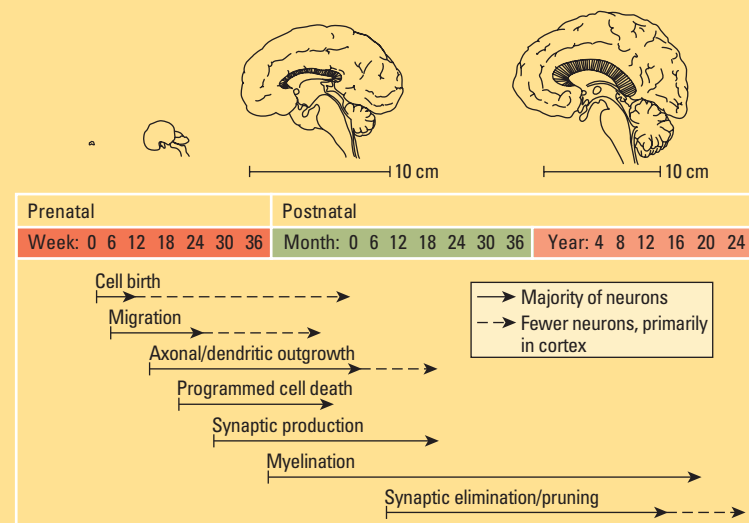 10 cm
10 cm
Prenatal
Postnatal
Week: 0 6 12 18 24 30 36
Month: 0 6 12 18 24 30 36
Year: 4 8 12 16 20 24
Cell birth
Migration
Axonal/dendritic outgrowth
Programmed cell death
Synaptic production
Myelination
Synaptic elimination/pruning
Majority of neurons
Fewer neurons, primarily
in cortex